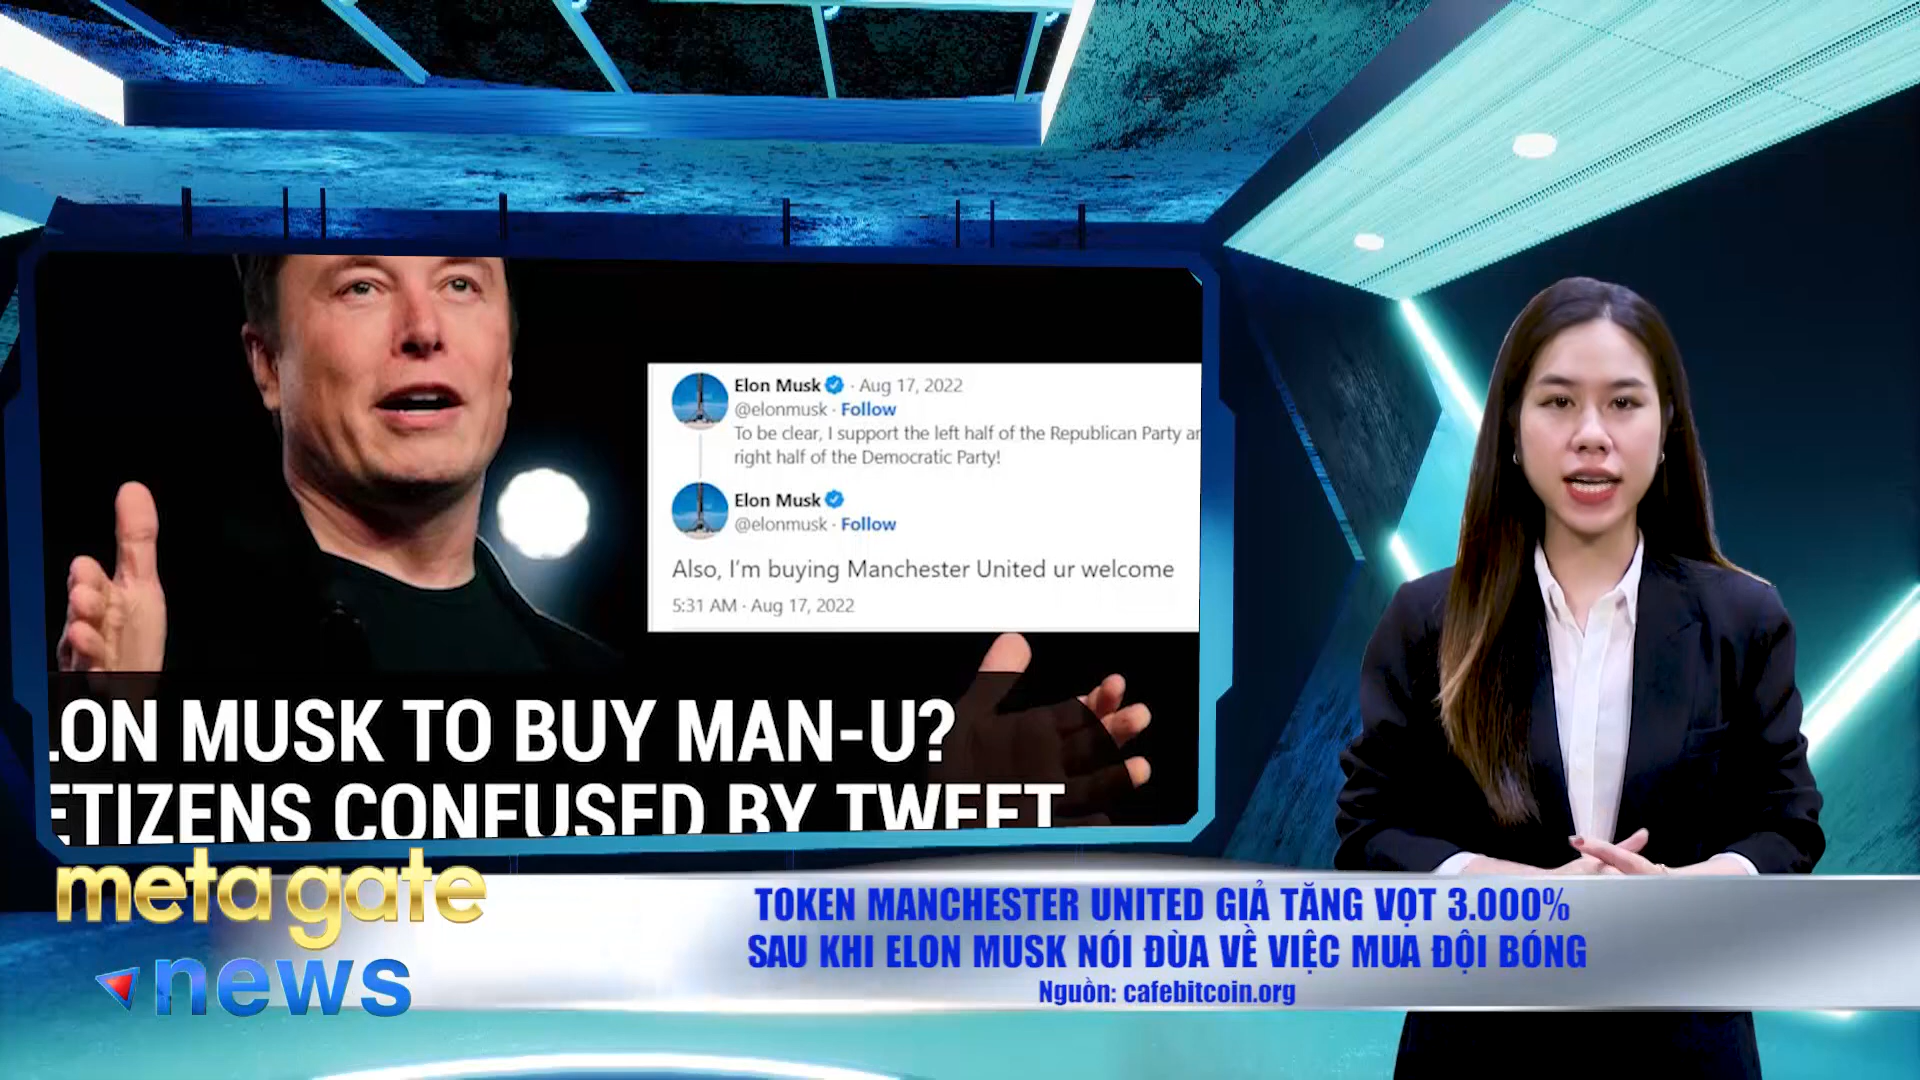 Elon Musk · Aug 17, 2022
@elonmusk · Follow
To be clear, I support the left half of the Republican Party
right half of the Democratic Party!
Elon Musk
@elonmusk · Follow
Also, I'm buying Manchester United ur welcome
5:31 AM · Aug 17, 2022
LON MUSK TO BUY MAN-U?
ETIZENS CONFUSED BY TWEET
meta gate
news
TOKEN MANCHESTER UNITED GIẢ TĂNG VỌT 3.000%
SAU KHI ELON MUSK NÓI ĐÙA VỀ VIỆC MUA ĐỘI BÓNG
Nguồn: cafebitcoin.org